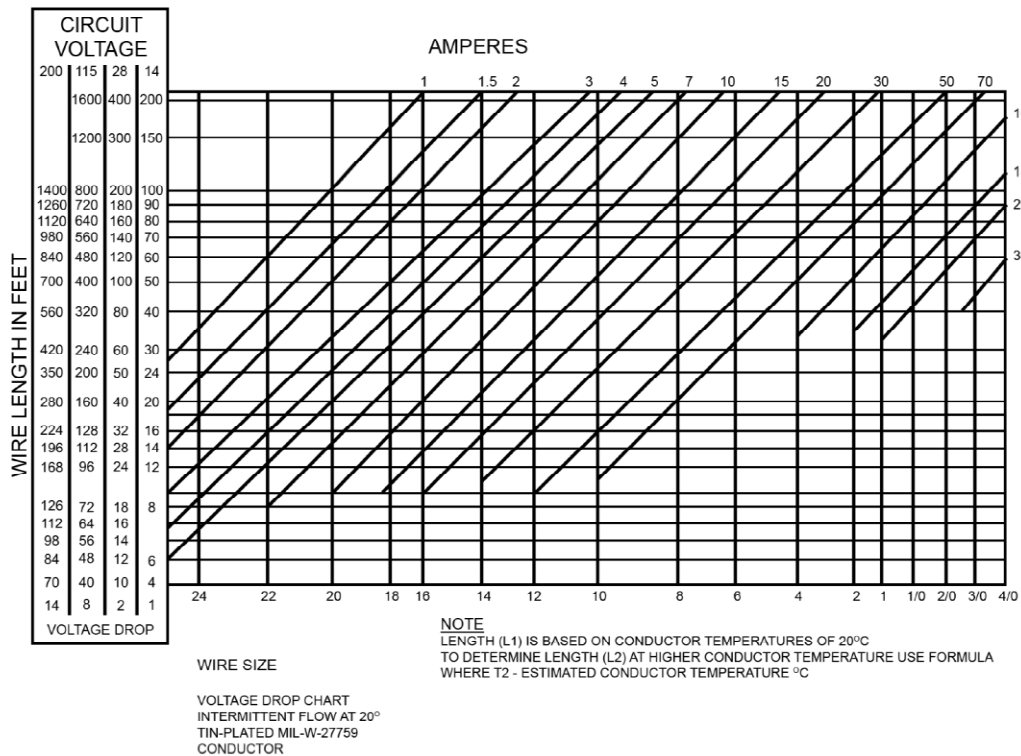 CIRCUIT
VOLTAGE
200 115 28 14
AMPERES
1 1.5 2 3 4 5 7 10 15 20 30 50 70
1600 400 200
1
1200 300 150
1400 800 200 100
1
1260 720 180 90
2
1120 640 160 80
980 560 140 70
840 480 120 60
3
700 400 100 50
560 320 80 40
420 240 60 30
350 200 50 24
280 160 40 20
224 128 32 16
196 112 28 14
168 96 24 12
126 72 18 8
112 64 16
98 56 14
84 48 12 6
70 40 10 4
14 8 2 1
VOLTAGE DROP
WIRE LENGTH IN FEET
24 22 20 18 16 14 12 10 8 6 4 2 1 1/0 2/0 3/0 4/0
NOTE
LENGTH (L1) IS BASED ON CONDUCTOR TEMPERATURES OF 20°C
TO DETERMINE LENGTH (L2) AT HIGHER CONDUCTOR TEMPERATURE USE FORMULA
WHERE T2 - ESTIMATED CONDUCTOR TEMPERATURE °C
WIRE SIZE
VOLTAGE DROP CHART
INTERMITTENT FLOW AT 20°
TIN-PLATED MIL-W-27759
CONDUCTOR